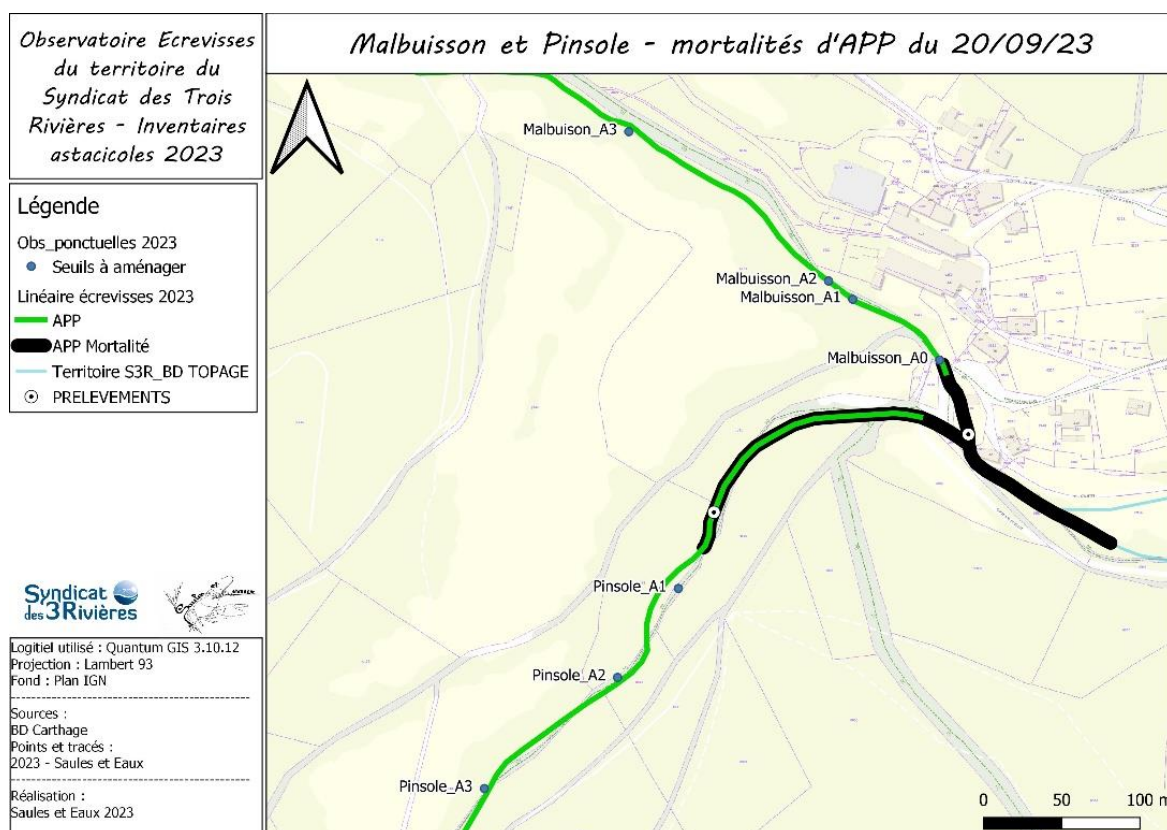 Observatoire Ecrevisses
du territoire du
Syndicat des Trois
Rivières - Inventaires
astacicoles 2023
Malbuisson et Pinsole - mortalités d'APP du 20/09/23
Légende
Obs_ponctuelles 2023
Seuils à aménager
Linéaire écrevisses 2023
APP
APP Mortalité
Territoire S3R_BD TOPAGE
PRELEVEMENTS
Syndicat
des 3 Rivières
Logitiel utilisé : Quantum GIS 3.10.12
Projection : Lambert 93
Fond : Plan IGN
Sources :
BD Carthage
Points et tracés :
2023 - Saules et Eaux
Réalisation :
Saules et Eaux 2023
Malbuison_A3
Malbuisson_A2
Malbuisson_A1
Malbuisson_A0
Pinsole_A1
Pinsole_A2
Pinsole_A3
0 50 100 m